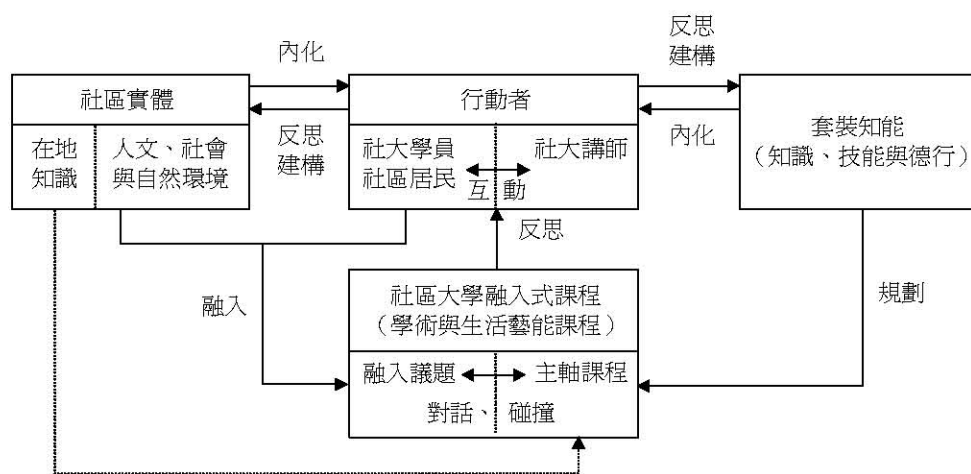 內化
反思
建構
社區實體
行動者
在地
知識
人文、社會
與自然環境
反思
建構
社大學員
社區居民
社大講師
互動
內化
套裝知能
（知識、技能與德行）
反思
融入
社區大學融入式課程
（學術與生活藝能課程）
規劃
融入議題
主軸課程
對話、碰撞